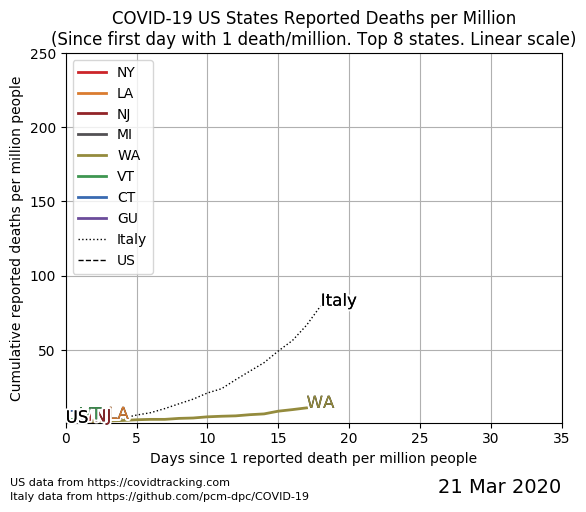 COVID-19 US States Reported Deaths per Million
(Since first day with 1 death/million. Top 8 states. Linear scale)
Cumulative reported deaths per million people
250
200
150
100
50
NY
LA
NJ
MI
WA
VT
CT
GU
Italy
US
Italy
WA
US
NJ
LA
0
5
10
15
20
25
30
35
Days since 1 reported death per million people
US data from https://covidtracking.com
Italy data from https://github.com/pcm-dpc/COVID-19
21 Mar 2020